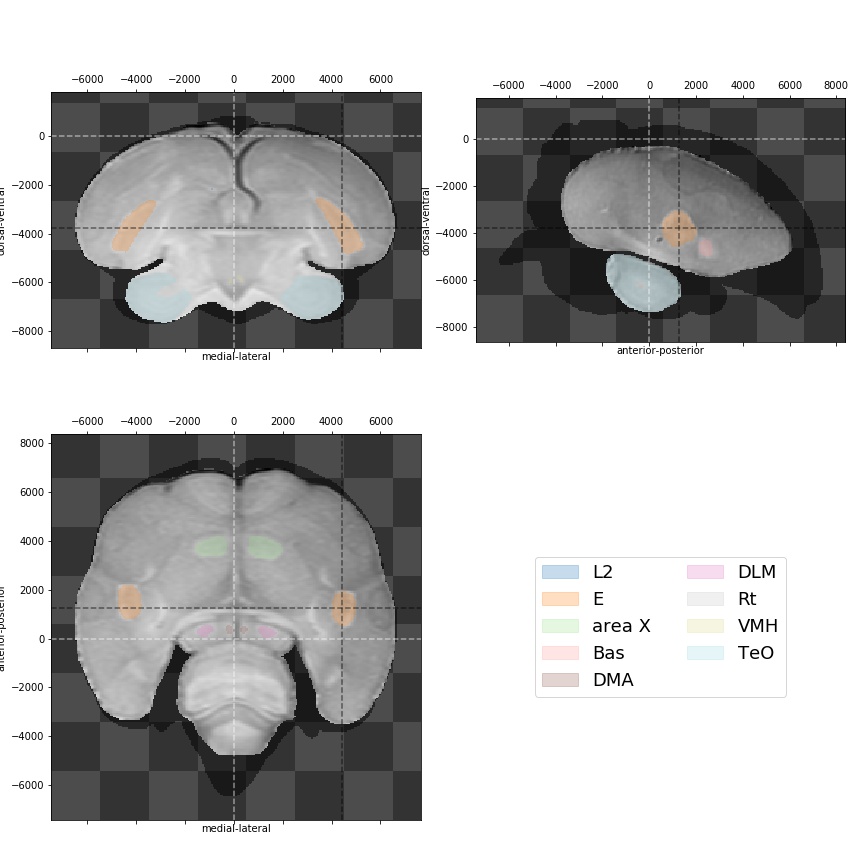 −6000 −4000 −2000 0 2000 4000 6000
0
−2000
−4000
−6000
−8000
dorsal-ventral
medial-lateral
−6000 −4000 −2000 0 2000 4000 6000 8000
0
−2000
−4000
−6000
−8000
dorsal-ventral
anterior-posterior
−6000 −4000 −2000 0 2000 4000 6000
8000
6000
4000
2000
0
−2000
−4000
−6000
anterior-posterior
medial-lateral
L2
E
area X
Bas
DMA
DLM
Rt
VMH
TeO